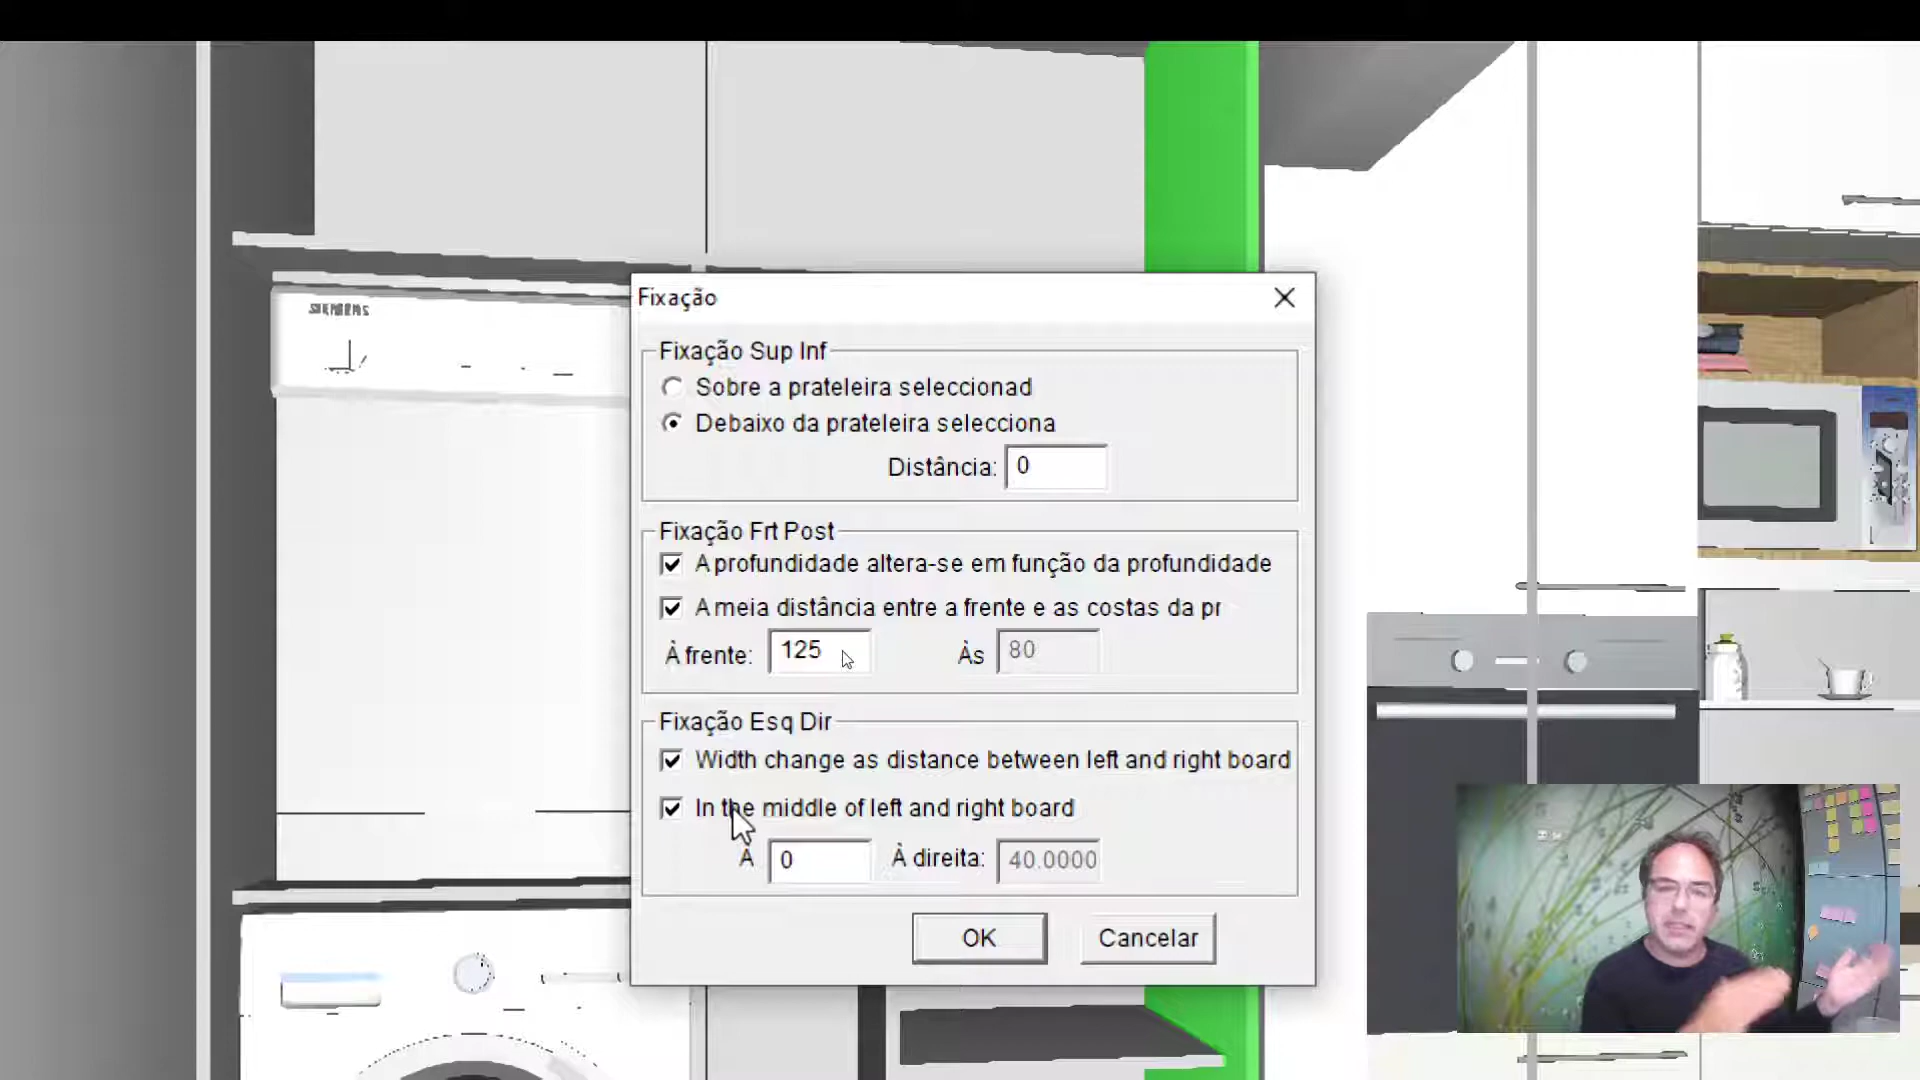 SIEMENS
Fixação
Fixação Sup Inf
Sobre a prateleira seleccionad
Debaixo da prateleira selecciona
Distância: 0
Fixação Frt Post
A profundidade altera-se em função da profundidade
A meia distância entre a frente e as costas da pr
À frente: 125 Às 80
Fixação Esq Dir
Width change as distance between left and right board
In the middle of left and right board
À 0 À direita: 40.0000
OK Cancelar